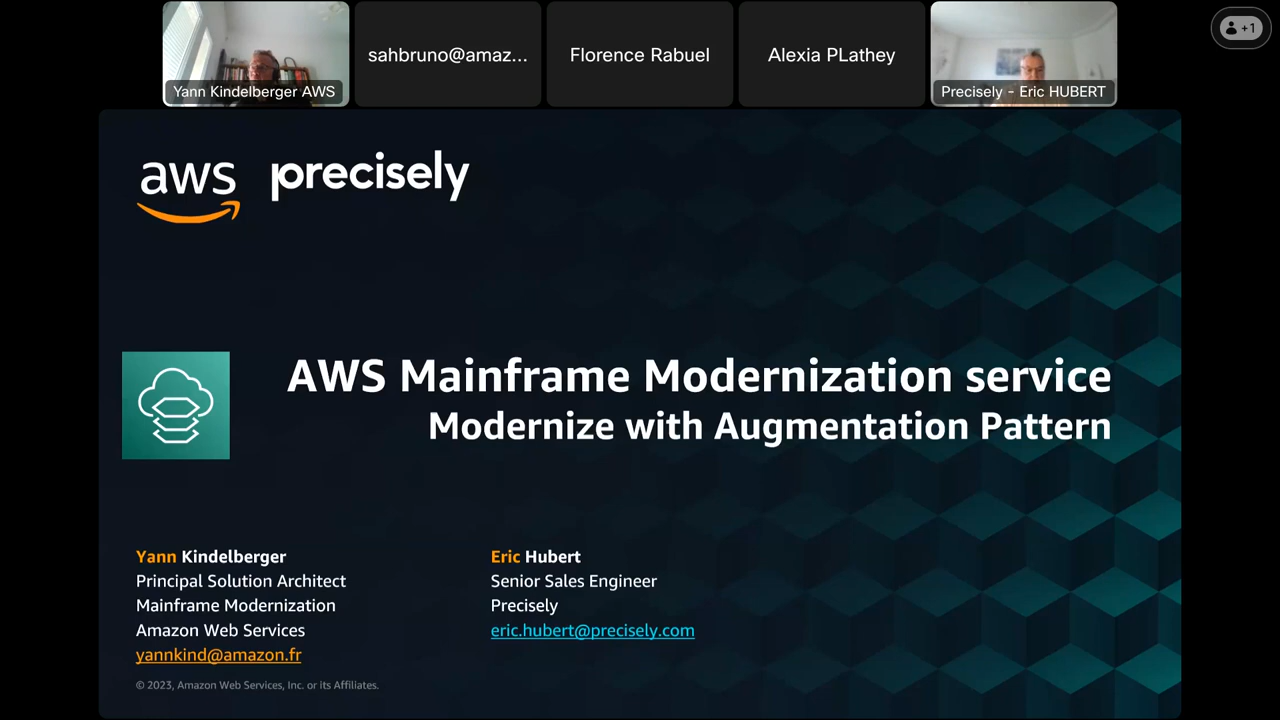 Yann Kindelberger AWS
sahbruno@amaz...
Florence Rabuel
Alexia PLathey
Precisely - Eric HUBERT
+1
aws precisely
AWS Mainframe Modernization service
Modernize with Augmentation Pattern
Yann Kindelberger
Principal Solution Architect
Mainframe Modernization
Amazon Web Services
yannkind@amazon.fr
Eric Hubert
Senior Sales Engineer
Precisely
eric.hubert@precisely.com
© 2023, Amazon Web Services, Inc. or its Affiliates.